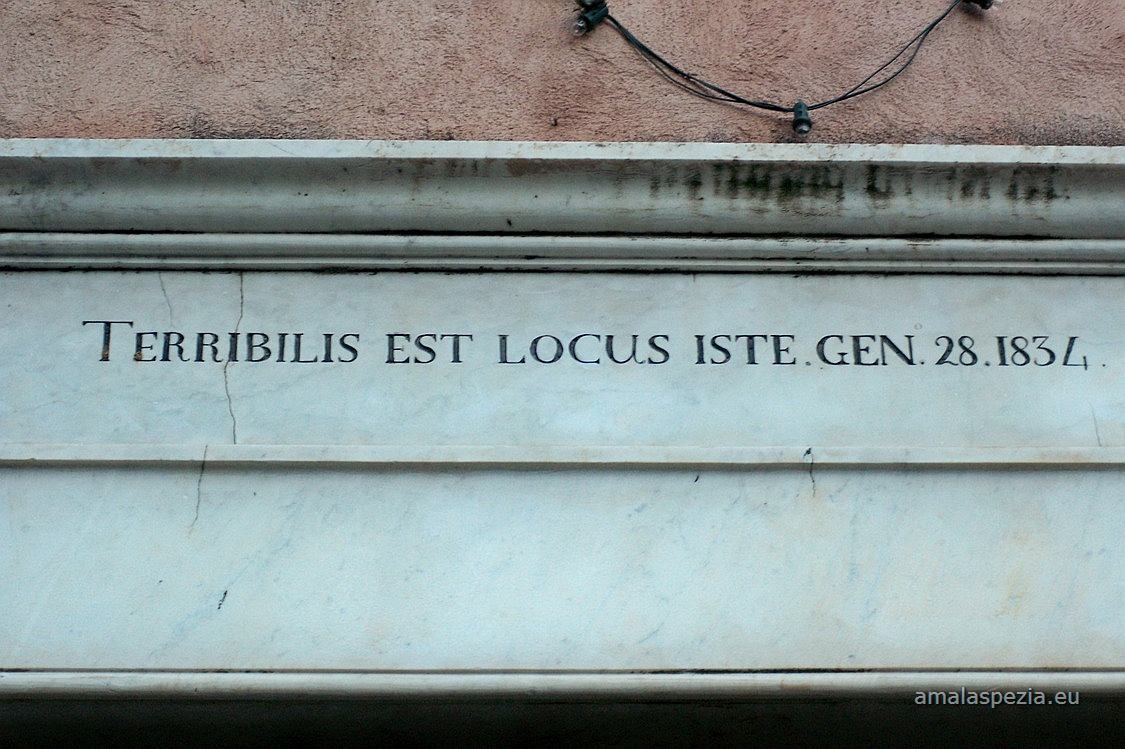 TERRIBILIS EST LOCUS ISTE. GEN. 28. 1834.
amalaspezia.eu